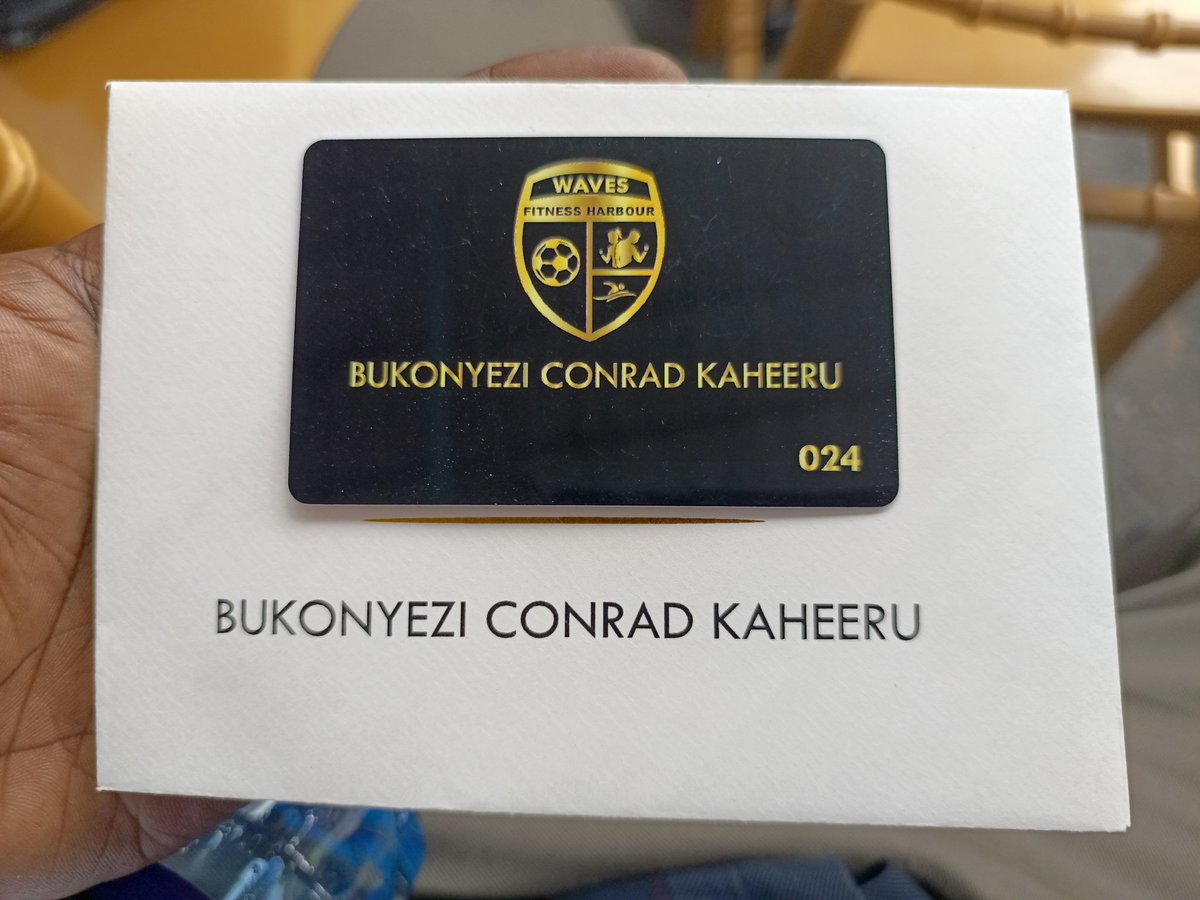 WAVES
FITNESS HARBOUR
BUKONYEZI CONRAD KAHEERU
024
BUKONYEZI CONRAD KAHEERU